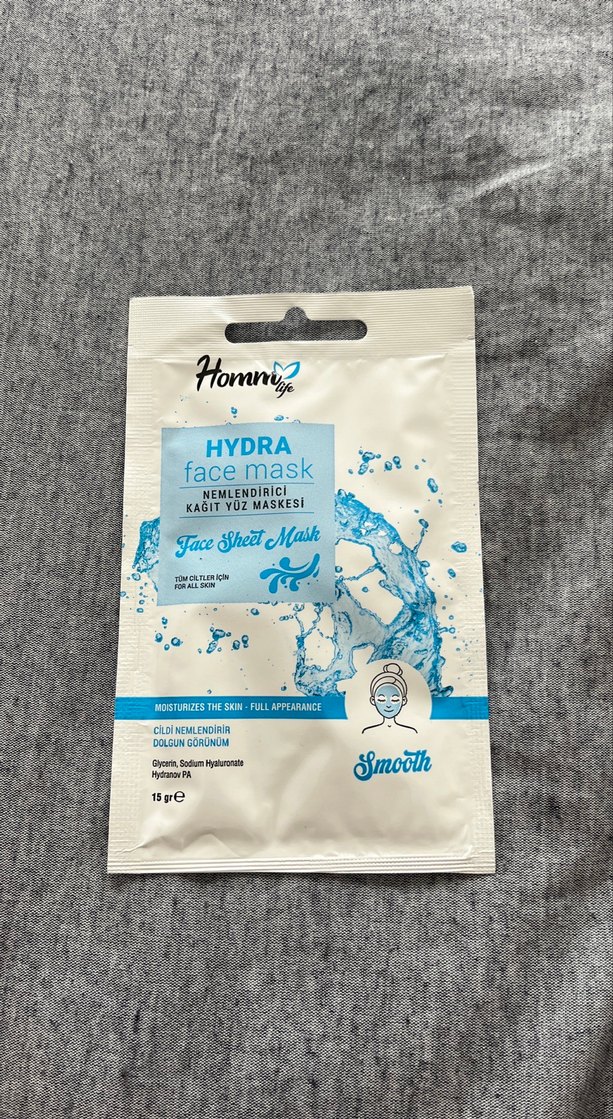 Homm
life
HYDRA
face mask
NEMLENDİRİCİ
KAĞIT YÜZ MASKESİ
Face Sheet Mask
TÜM CİLTLER İÇİN
FOR ALL SKIN
MOISTURIZES THE SKIN - FULL APPEARANCE
CİLDİ NEMLENDİRİR
DOLGUN GÖRÜNÜM
Smooth
Glycerin, Sodium Hyaluronate
Hydranov PA
15 gr e